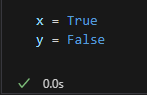 x = True
y = False
0.0s